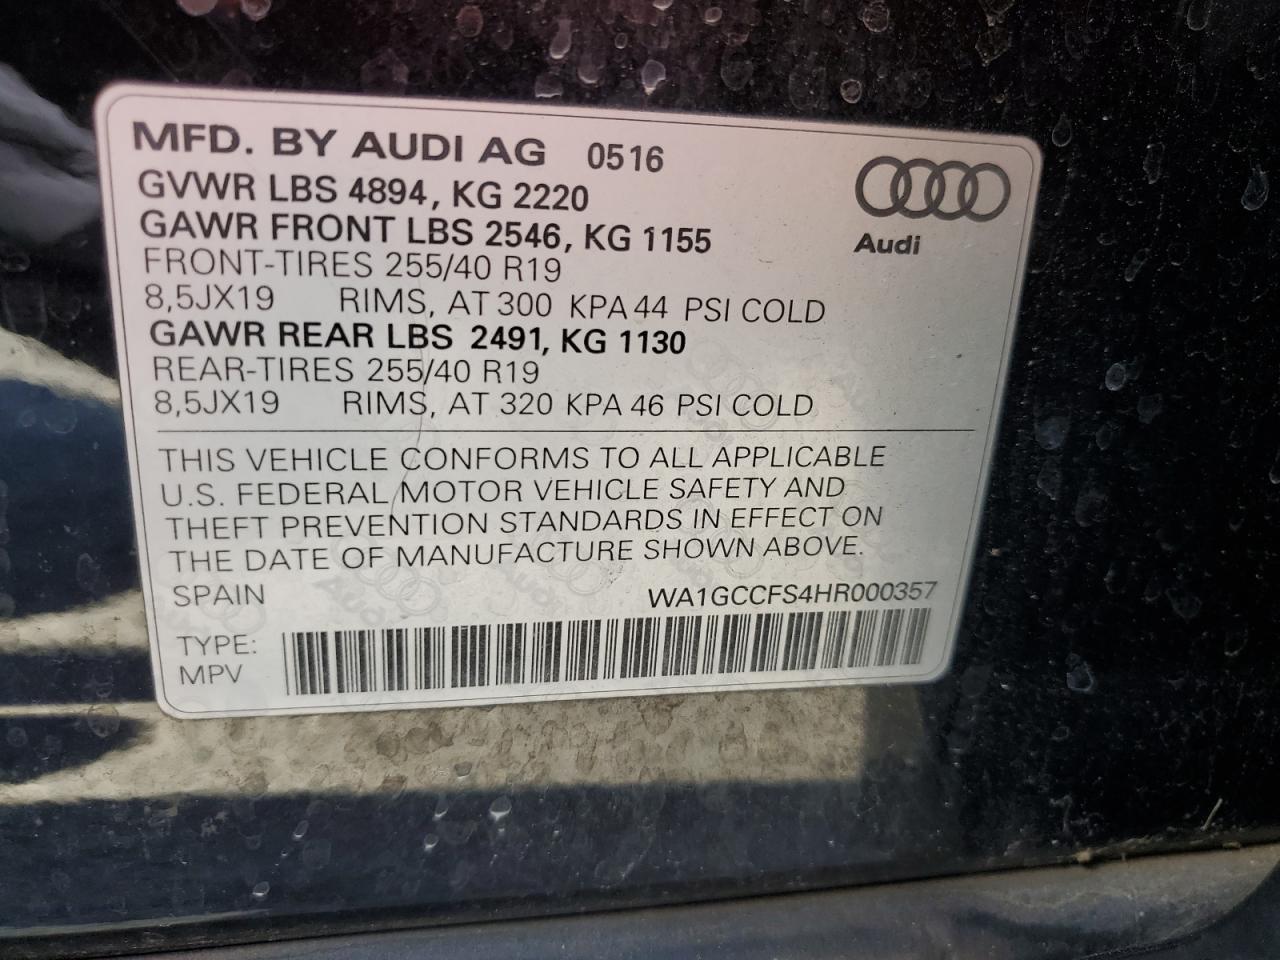 MFD. BY AUDI AG 0516
GVWR LBS 4894, KG 2220
GAWR FRONT LBS 2546, KG 1155
FRONT-TIRES 255/40 R19
8,5JX19 RIMS, AT 300 KPA 44 PSI COLD
GAWR REAR LBS 2491, KG 1130
REAR-TIRES 255/40 R19
8,5JX19 RIMS, AT 320 KPA 46 PSI COLD
Audi
THIS VEHICLE CONFORMS TO ALL APPLICABLE
U.S. FEDERAL MOTOR VEHICLE SAFETY AND
THEFT PREVENTION STANDARDS IN EFFECT ON
THE DATE OF MANUFACTURE SHOWN ABOVE.
SPAIN WA1GCCFS4HR000357
TYPE:
MPV